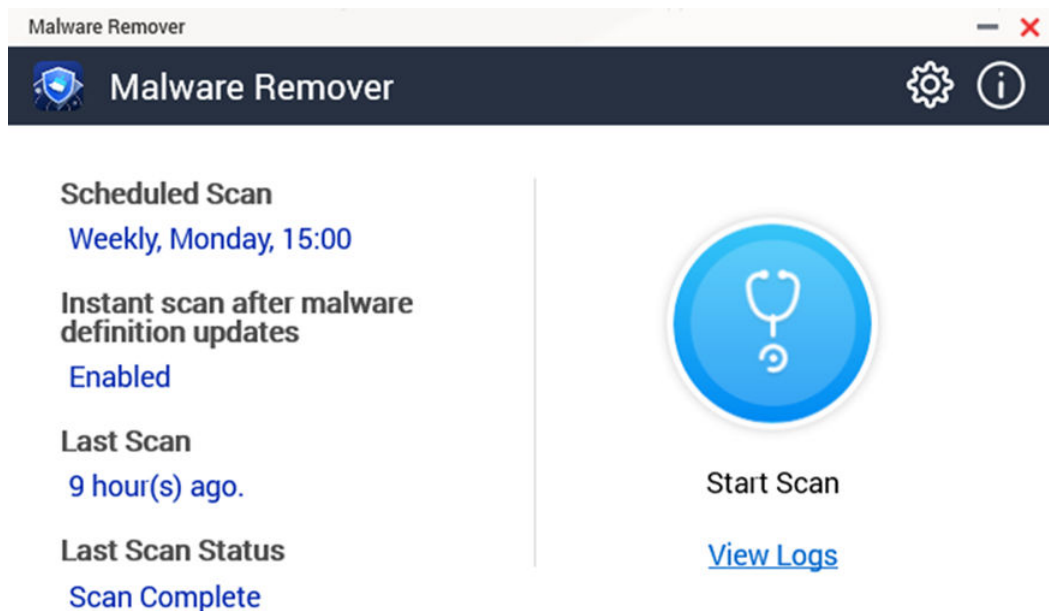 Malware Remover
Malware Remover
Scheduled Scan
Weekly, Monday, 15:00
Instant scan after malware
definition updates
Enabled
Last Scan
9 hour(s) ago.
Last Scan Status
Scan Complete
Start Scan
View Logs